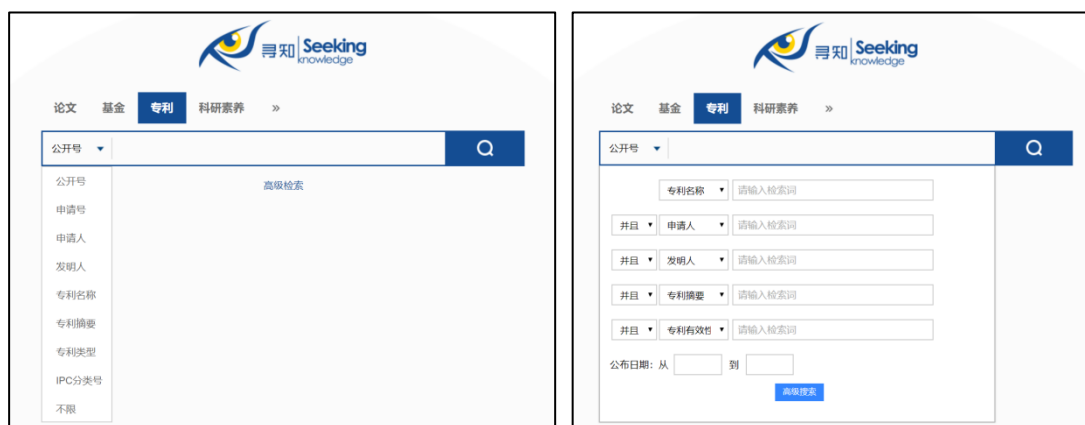 寻知 Seeking
knowledge
论文 基金 专利 科研素养 »
公开号
公开号
高级检索
申请号
申请人
发明人
专利名称
专利摘要
专利类型
IPC分类号
不限
寻知 Seeking
knowledge
论文 基金 专利 科研素养 »
公开号
专利名称 请输入检索词
并且 申请人 请输入检索词
并且 发明人 请输入检索词
并且 专利摘要 请输入检索词
并且 专利有效性 请输入检索词
公布日期：从 到
高级搜索